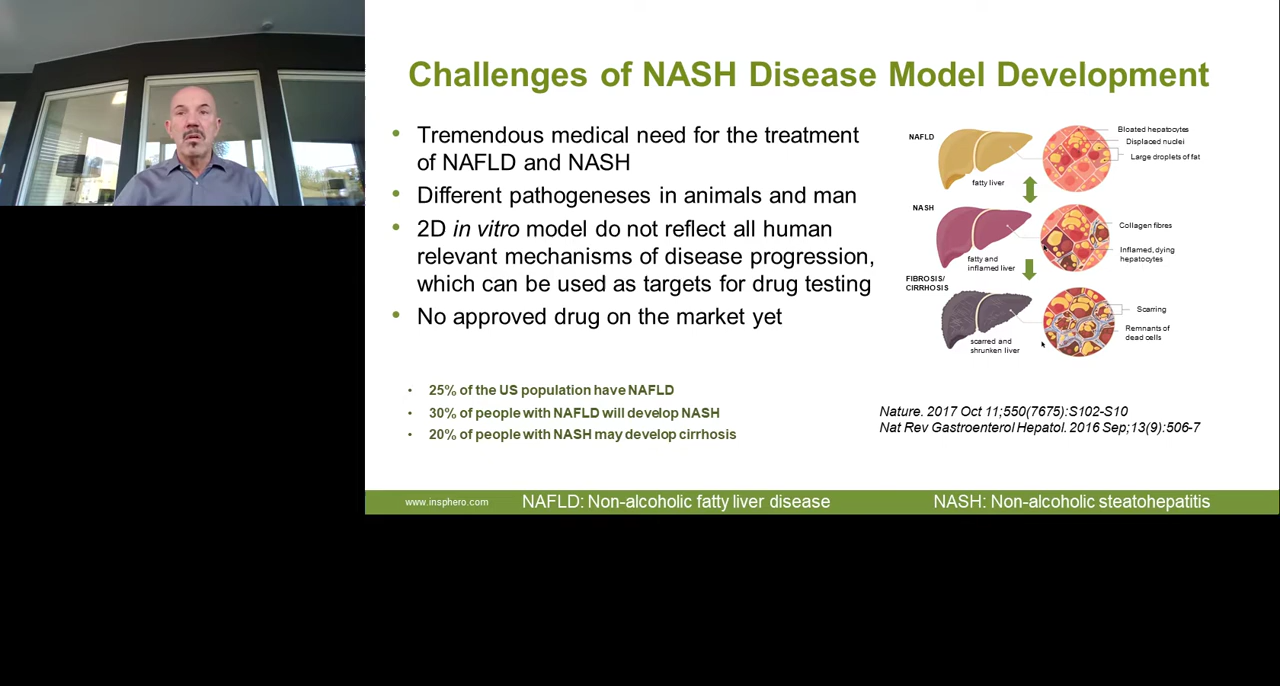 Challenges of NASH Disease Model Development
Tremendous medical need for the treatment
of NAFLD and NASH
Different pathogeneses in animals and man
2D in vitro model do not reflect all human
relevant mechanisms of disease progression,
which can be used as targets for drug testing
No approved drug on the market yet
25% of the US population have NAFLD
30% of people with NAFLD will develop NASH
20% of people with NASH may develop cirrhosis
NAFLD
fatty liver
Bloated hepatocytes
Displaced nuclei
Large droplets of fat
NASH
fatty and
inflamed liver
Collagen fibres
Inflamed, dying
hepatocytes
FIBROSIS/
CIRRHOSIS
scarred and
shrunken liver
Scarring
Remnants of
dead cells
Nature. 2017 Oct 11;550(7675):S102-S10
Nat Rev Gastroenterol Hepatol. 2016 Sep;13(9):506-7
www.insphero.com
NAFLD: Non-alcoholic fatty liver disease
NASH: Non-alcoholic steatohepatitis